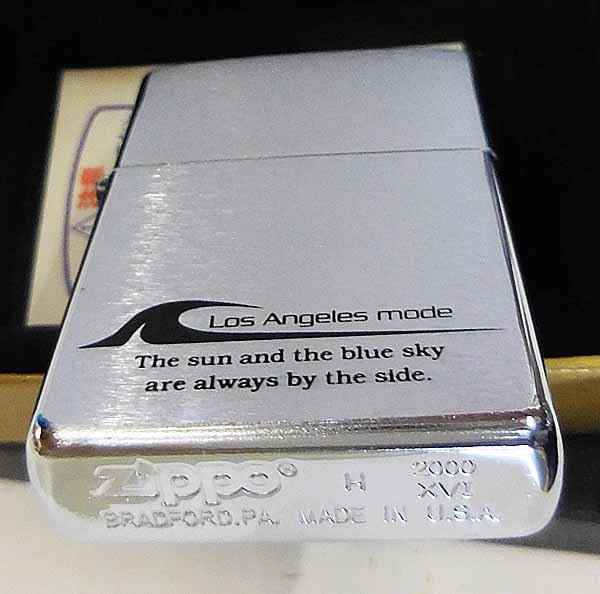 Los Angeles mode
The sun and the blue sky
are always by the side.
Zippo® H 2000
XVI
BRADFORD.PA. MADE IN U.S.A.